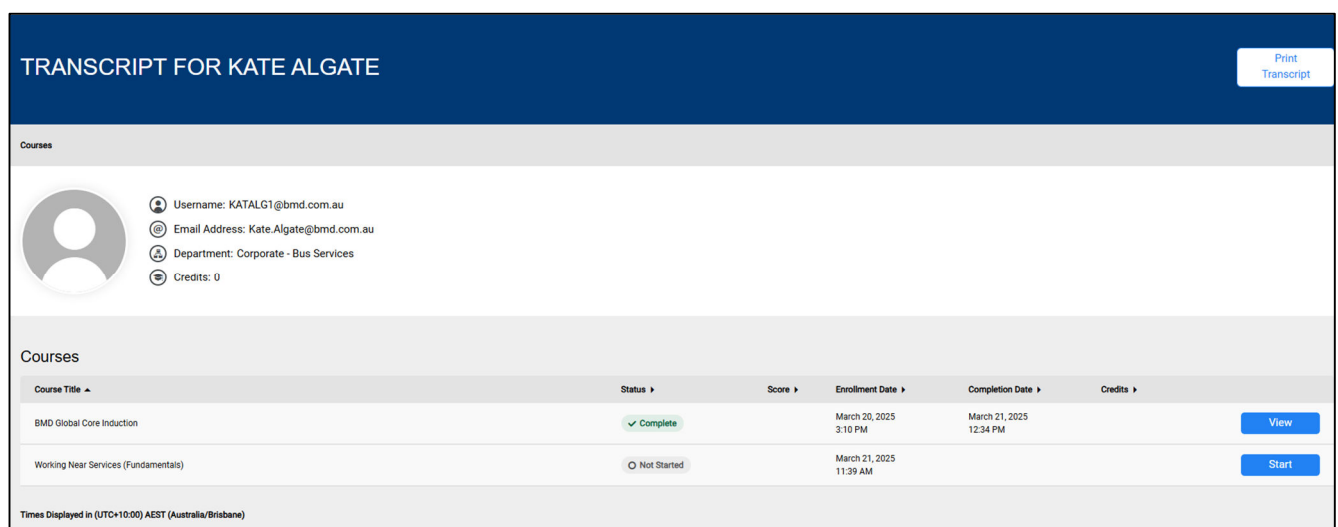 TRANSCRIPT FOR KATE ALGATE
Print
Transcript
Courses
Username: KATALG1@bmd.com.au
Email Address: Kate.Algate@bmd.com.au
Department: Corporate - Bus Services
Credits: 0
Courses
Course Title Status Score Enrollment Date Completion Date Credits
BMD Global Core Induction Complete March 20, 2025 3:10 PM March 21, 2025 12:34 PM View
Working Near Services (Fundamentals) Not Started March 21, 2025 11:39 AM Start
Times Displayed in (UTC+10:00) AEST (Australia/Brisbane)